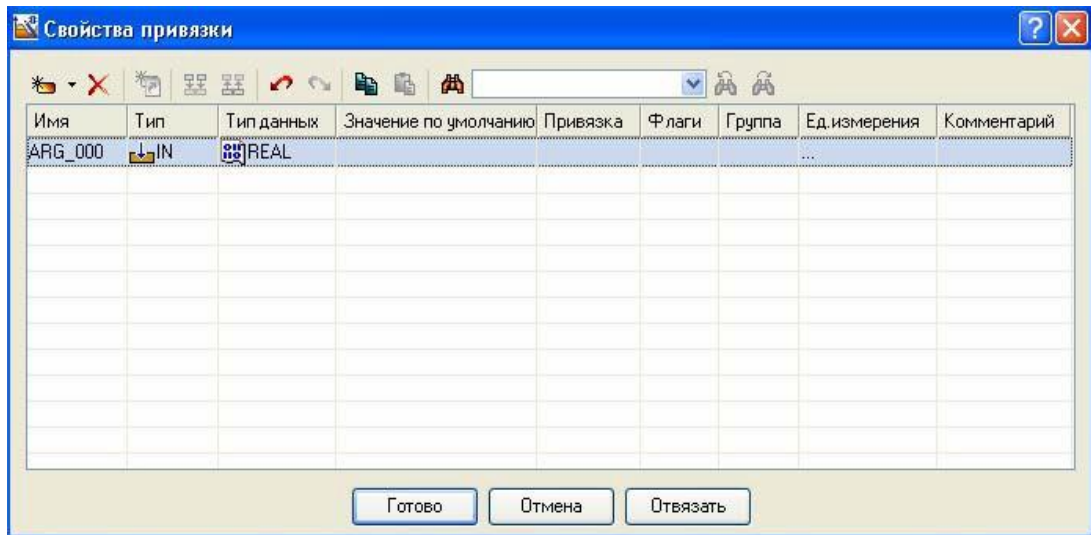 Свойства привязки
Имя Тип Тип данных Значение по умолчанию Привязка Флаги Группа Ед.измерения Комментарий
ARG_000 IN REAL ...
Готово Отмена Отвязать